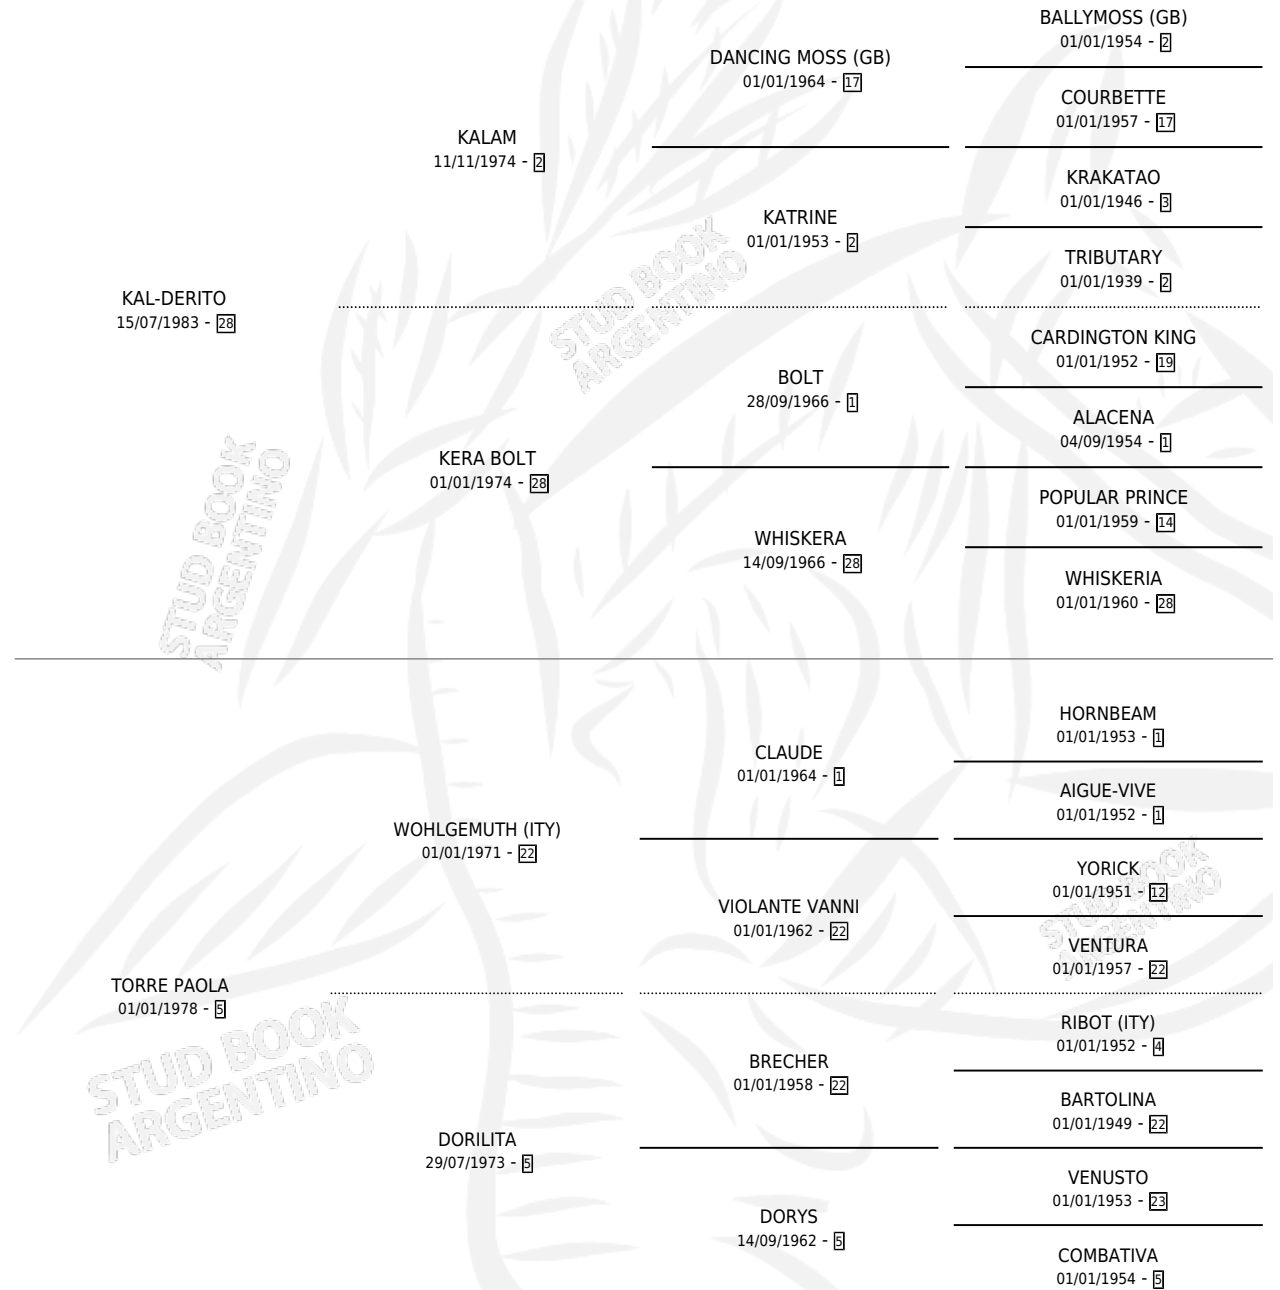 BALLYMOSS (GB)
01/01/1954 - 2
DANCING MOSS (GB)
01/01/1964 - 17
COURBETTE
01/01/1957 - 17
KALAM
11/11/1974 - 2
KRAKATAO
01/01/1946 - 3
KATRINE
01/01/1953 - 2
TRIBUTARY
01/01/1939 - 2
KAL-DERITO
15/07/1983 - 28
CARDINGTON KING
01/01/1952 - 19
BOLT
28/09/1966 - 1
ALACENA
04/09/1954 - 1
KERA BOLT
01/01/1974 - 28
POPULAR PRINCE
01/01/1959 - 14
WHISKERA
14/09/1966 - 28
WHISKERIA
01/01/1960 - 28
HORNBEAM
01/01/1953 - 1
CLAUDE
01/01/1964 - 1
AIGUE-VIVE
01/01/1952 - 1
WOHLGEMUTH (ITY)
01/01/1971 - 22
YORICK
01/01/1951 - 12
VIOLANTE VANNI
01/01/1962 - 22
VENTURA
01/01/1957 - 22
TORRE PAOLA
01/01/1978 - 5
RIBOT (ITY)
01/01/1952 - 4
BRECHER
01/01/1958 - 22
BARTOLINA
01/01/1949 - 22
DORILITA
29/07/1973 - 5
VENUSTO
01/01/1953 - 23
DORYS
14/09/1962 - 5
COMBATIVA
01/01/1954 - 5
STUD BOOK
ARGENTINO
STUD BOOK
ARGENTINO
STUD BOOK
ARGENTINO
STUD BOOK
ARGENTINO